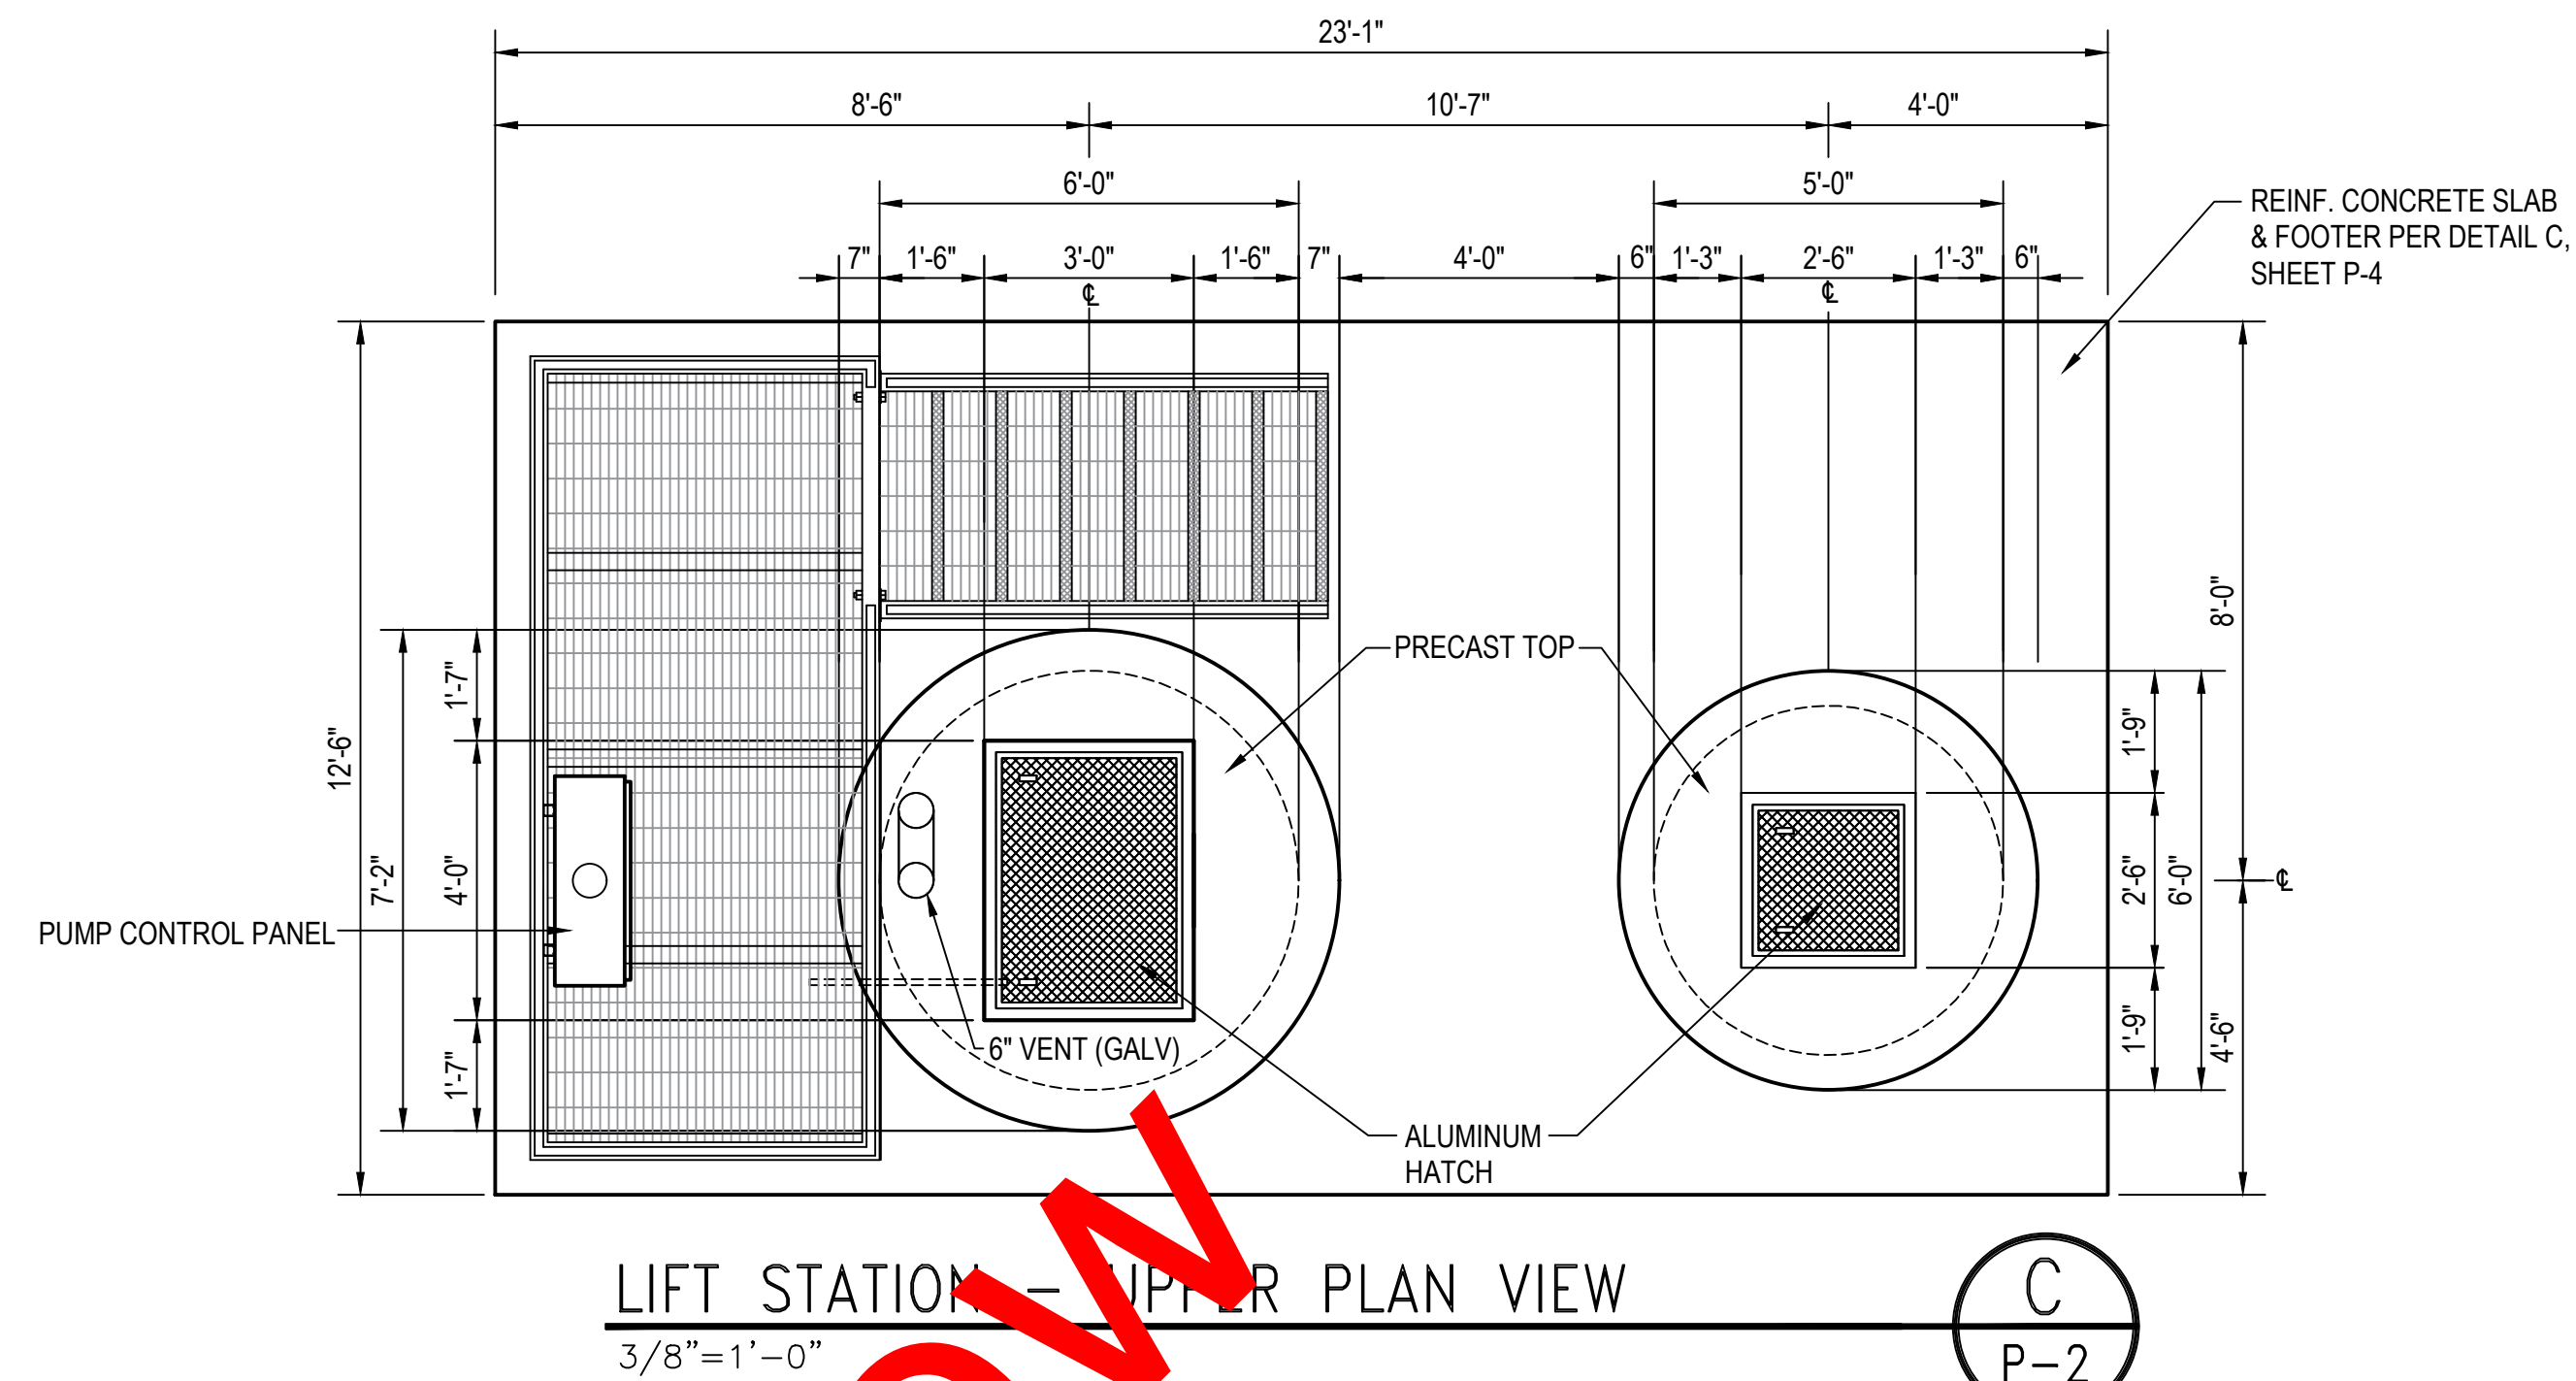 23'-1"
8'-6" 10'-7" 4'-0"
6'-0" 5'-0"
REINF. CONCRETE SLAB
& FOOTER PER DETAIL C,
SHEET P-4
7" 1'-6" 3'-0" 1'-6" 7" 4'-0" 6" 1'-3" 2'-6" 1'-3" 6"
℄ ℄
8'-0"
1'-7"
PRECAST TOP
12'-6"
1'-9"
7'-2"
4'-0"
2'-6"
6'-0"
℄
PUMP CONTROL PANEL
1'-7"
6" VENT (GALV)
1'-9"
4'-6"
ALUMINUM
HATCH
LIFT STATION - UPPER PLAN VIEW
3/8"=1'-0"
C
P-2